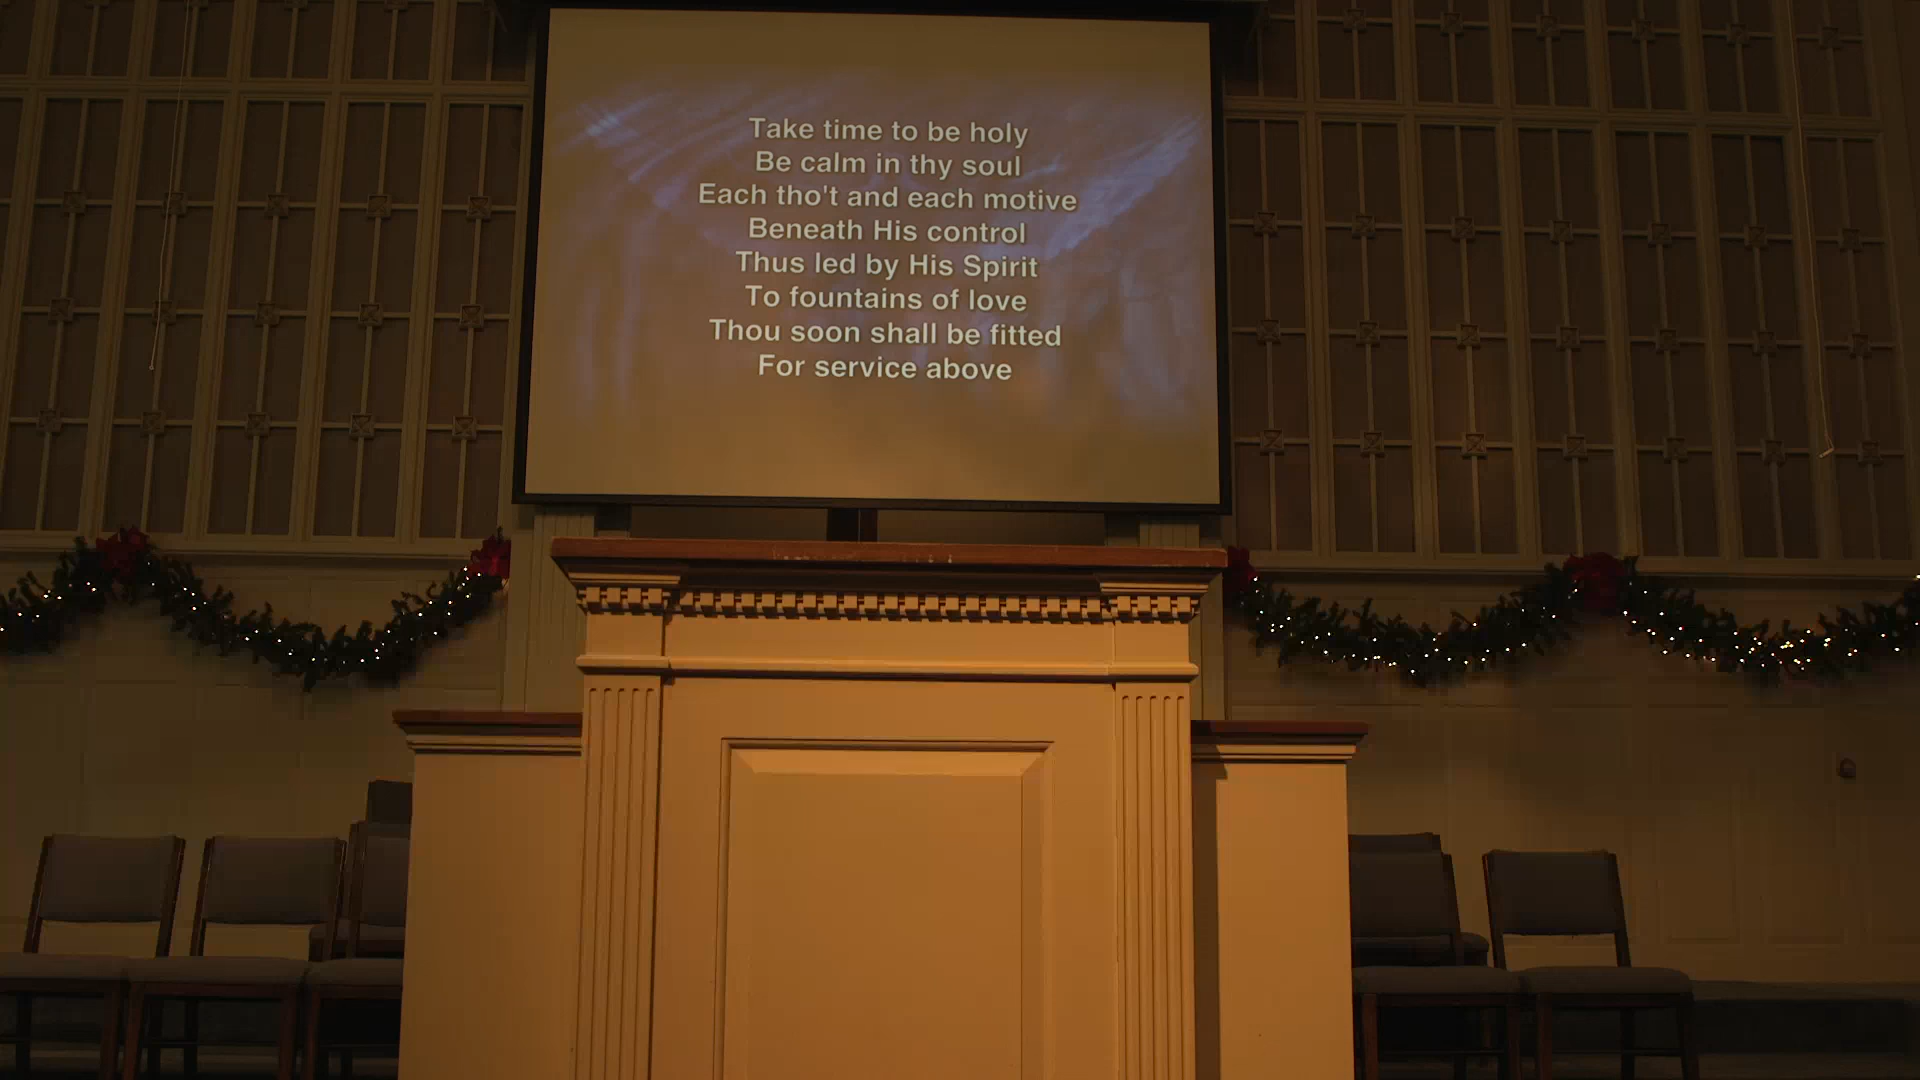 Take time to be holy
Be calm in thy soul
Each tho't and each motive
Beneath His control
Thus led by His Spirit
To fountains of love
Thou soon shall be fitted
For service above